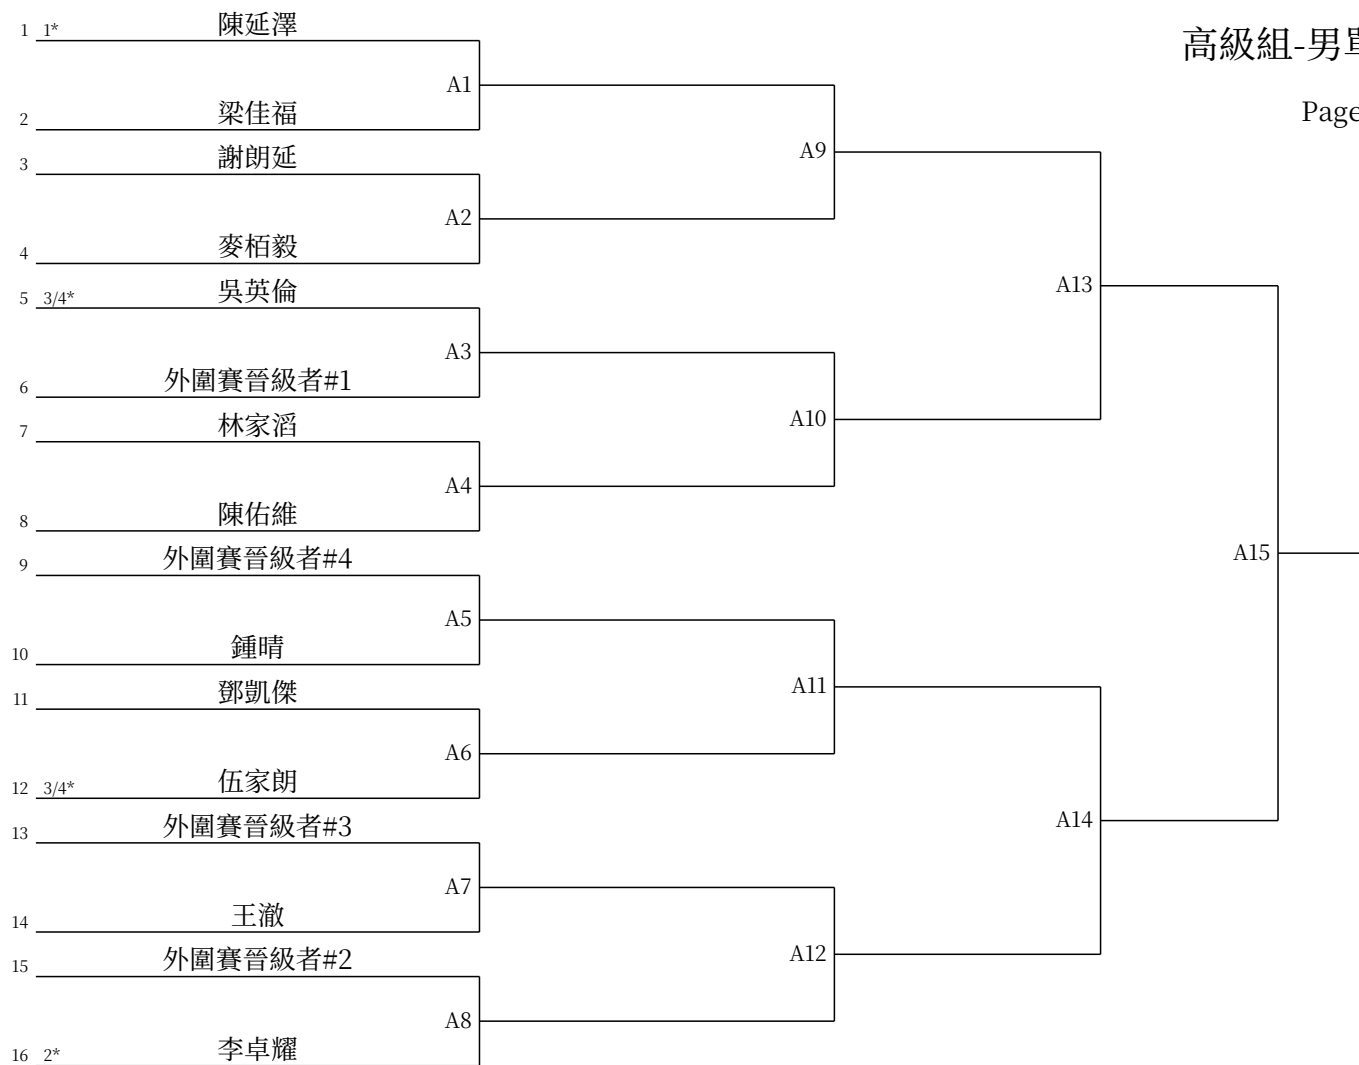 高級組-男單
Page
1 1* 陳延澤
A1
2 梁佳福
3 謝朗延
A9
A2
4 麥栢毅
5 3/4* 吳英倫
A13
A3
6 外圍賽晉級者#1
7 林家滔
A10
A4
8 陳佑維
9 外圍賽晉級者#4
A15
A5
10 鍾晴
11 鄧凱傑
A11
A6
12 3/4* 伍家朗
13 外圍賽晉級者#3
A14
A7
14 王澈
15 外圍賽晉級者#2
A12
A8
16 2* 李卓耀